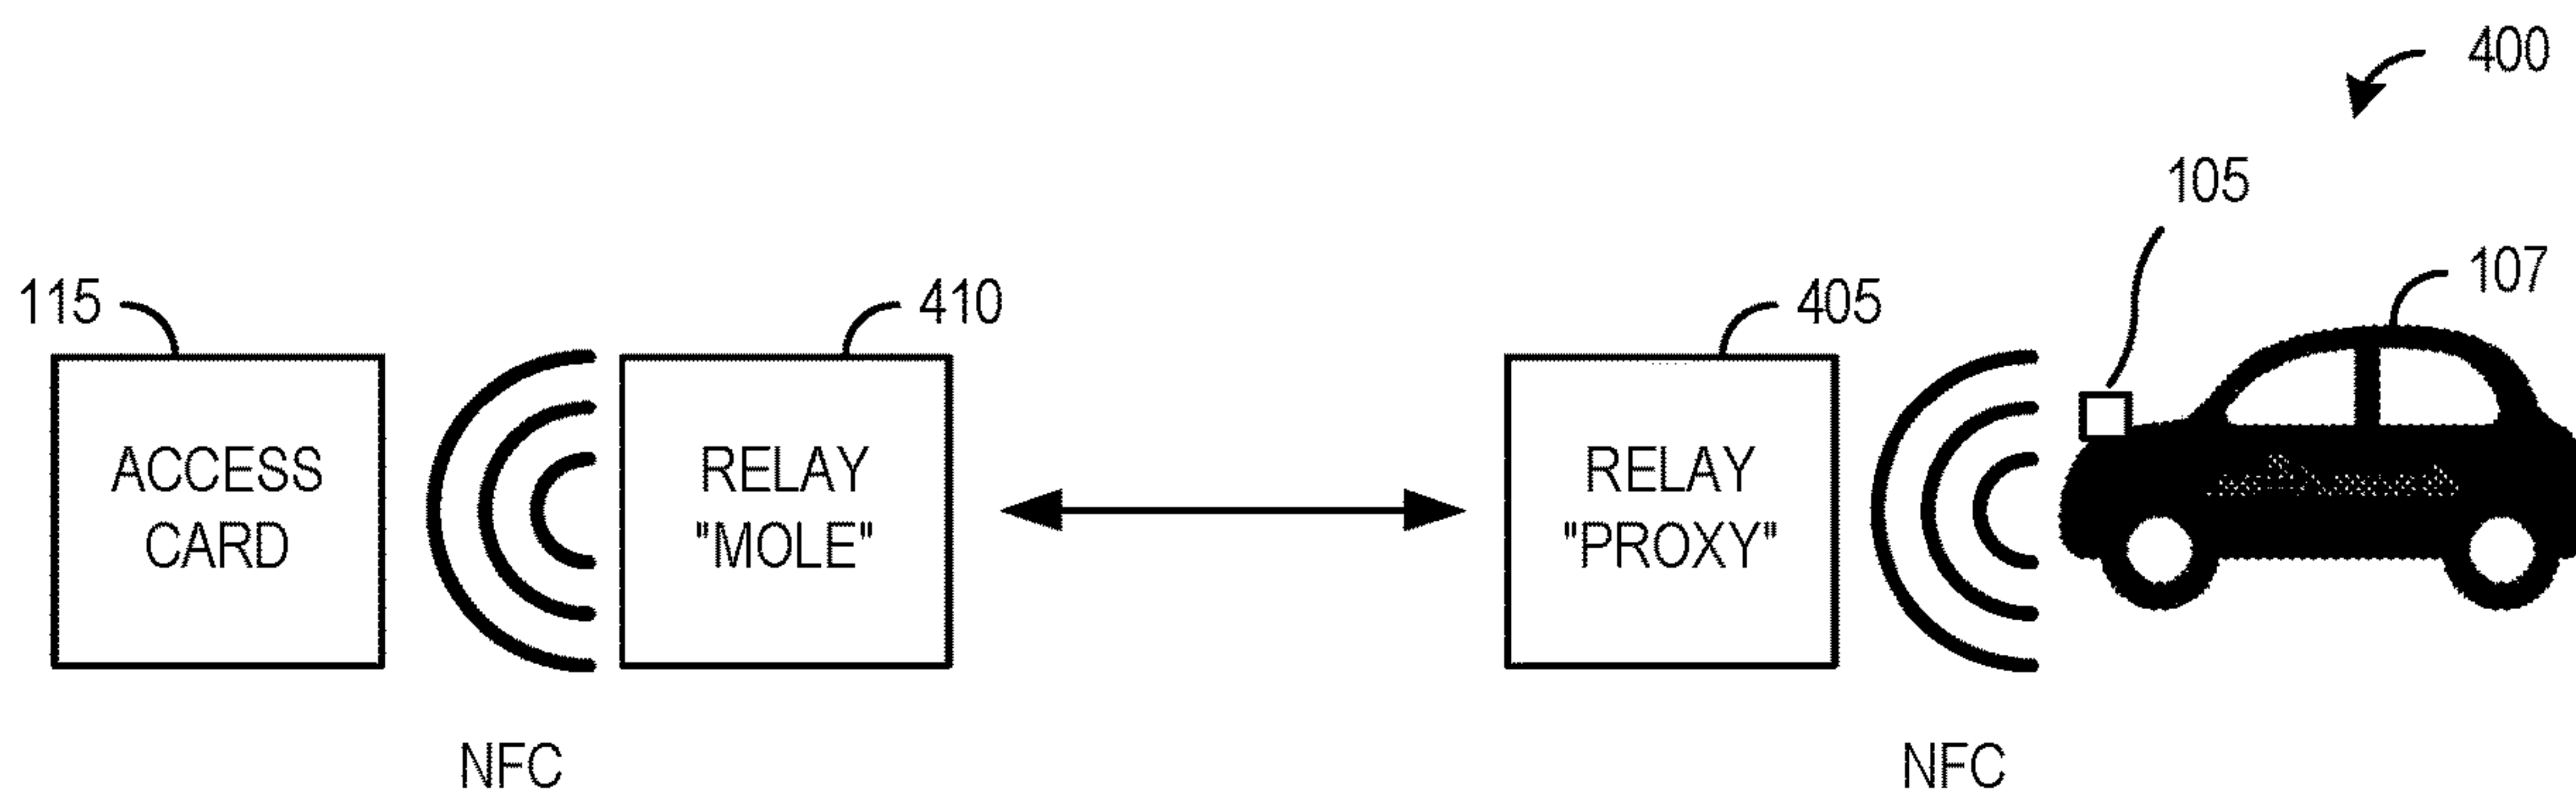 400
105
107
115
410
405
ACCESS
CARD
RELAY
"MOLE"
RELAY
"PROXY"
NFC
NFC